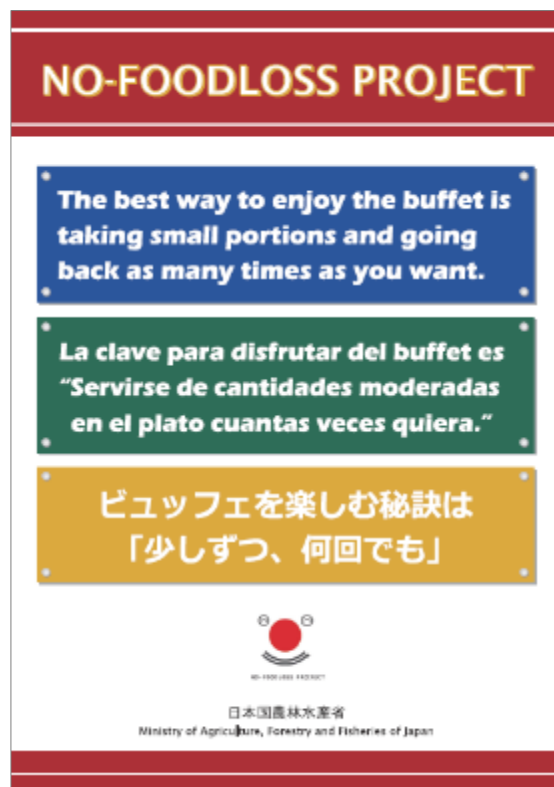 NO-FOODLOSS PROJECT
The best way to enjoy the buffet is
taking small portions and going
back as many times as you want.
La clave para disfrutar del buffet es
“Servirse de cantidades moderadas
en el plato cuantas veces quiera.”
ビュッフェを楽しむ秘訣は
「少しずつ、何回でも」
NO-FOODLOSS PROJECT
日本国農林水産省
Ministry of Agriculture, Forestry and Fisheries of Japan